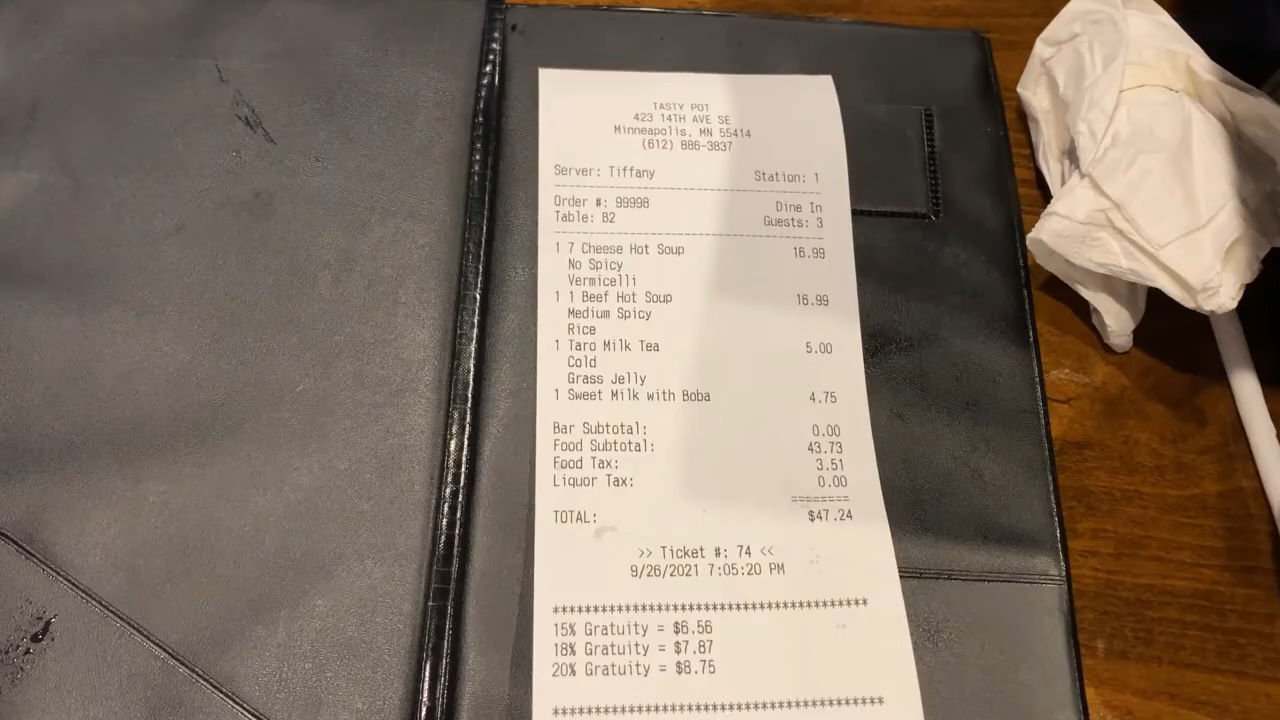 TASTY POT
423 14TH AVE SE
Minneapolis, MN 55414
(612) 886-3837
Server: Tiffany Station: 1
--------------------------------
Order #: 99998 Dine In
Table: B2 Guests: 3
--------------------------------
1 7 Cheese Hot Soup 16.99
No Spicy
Vermicelli
1 1 Beef Hot Soup 16.99
Medium Spicy
Rice
1 Taro Milk Tea 5.00
Cold
Grass Jelly
1 Sweet Milk with Boba 4.75
Bar Subtotal: 0.00
Food Subtotal: 43.73
Food Tax: 3.51
Liquor Tax: 0.00
========
TOTAL: $47.24
>> Ticket #: 74 <<
9/26/2021 7:05:20 PM
****************************************
15% Gratuity = $6.56
18% Gratuity = $7.87
20% Gratuity = $8.75
****************************************